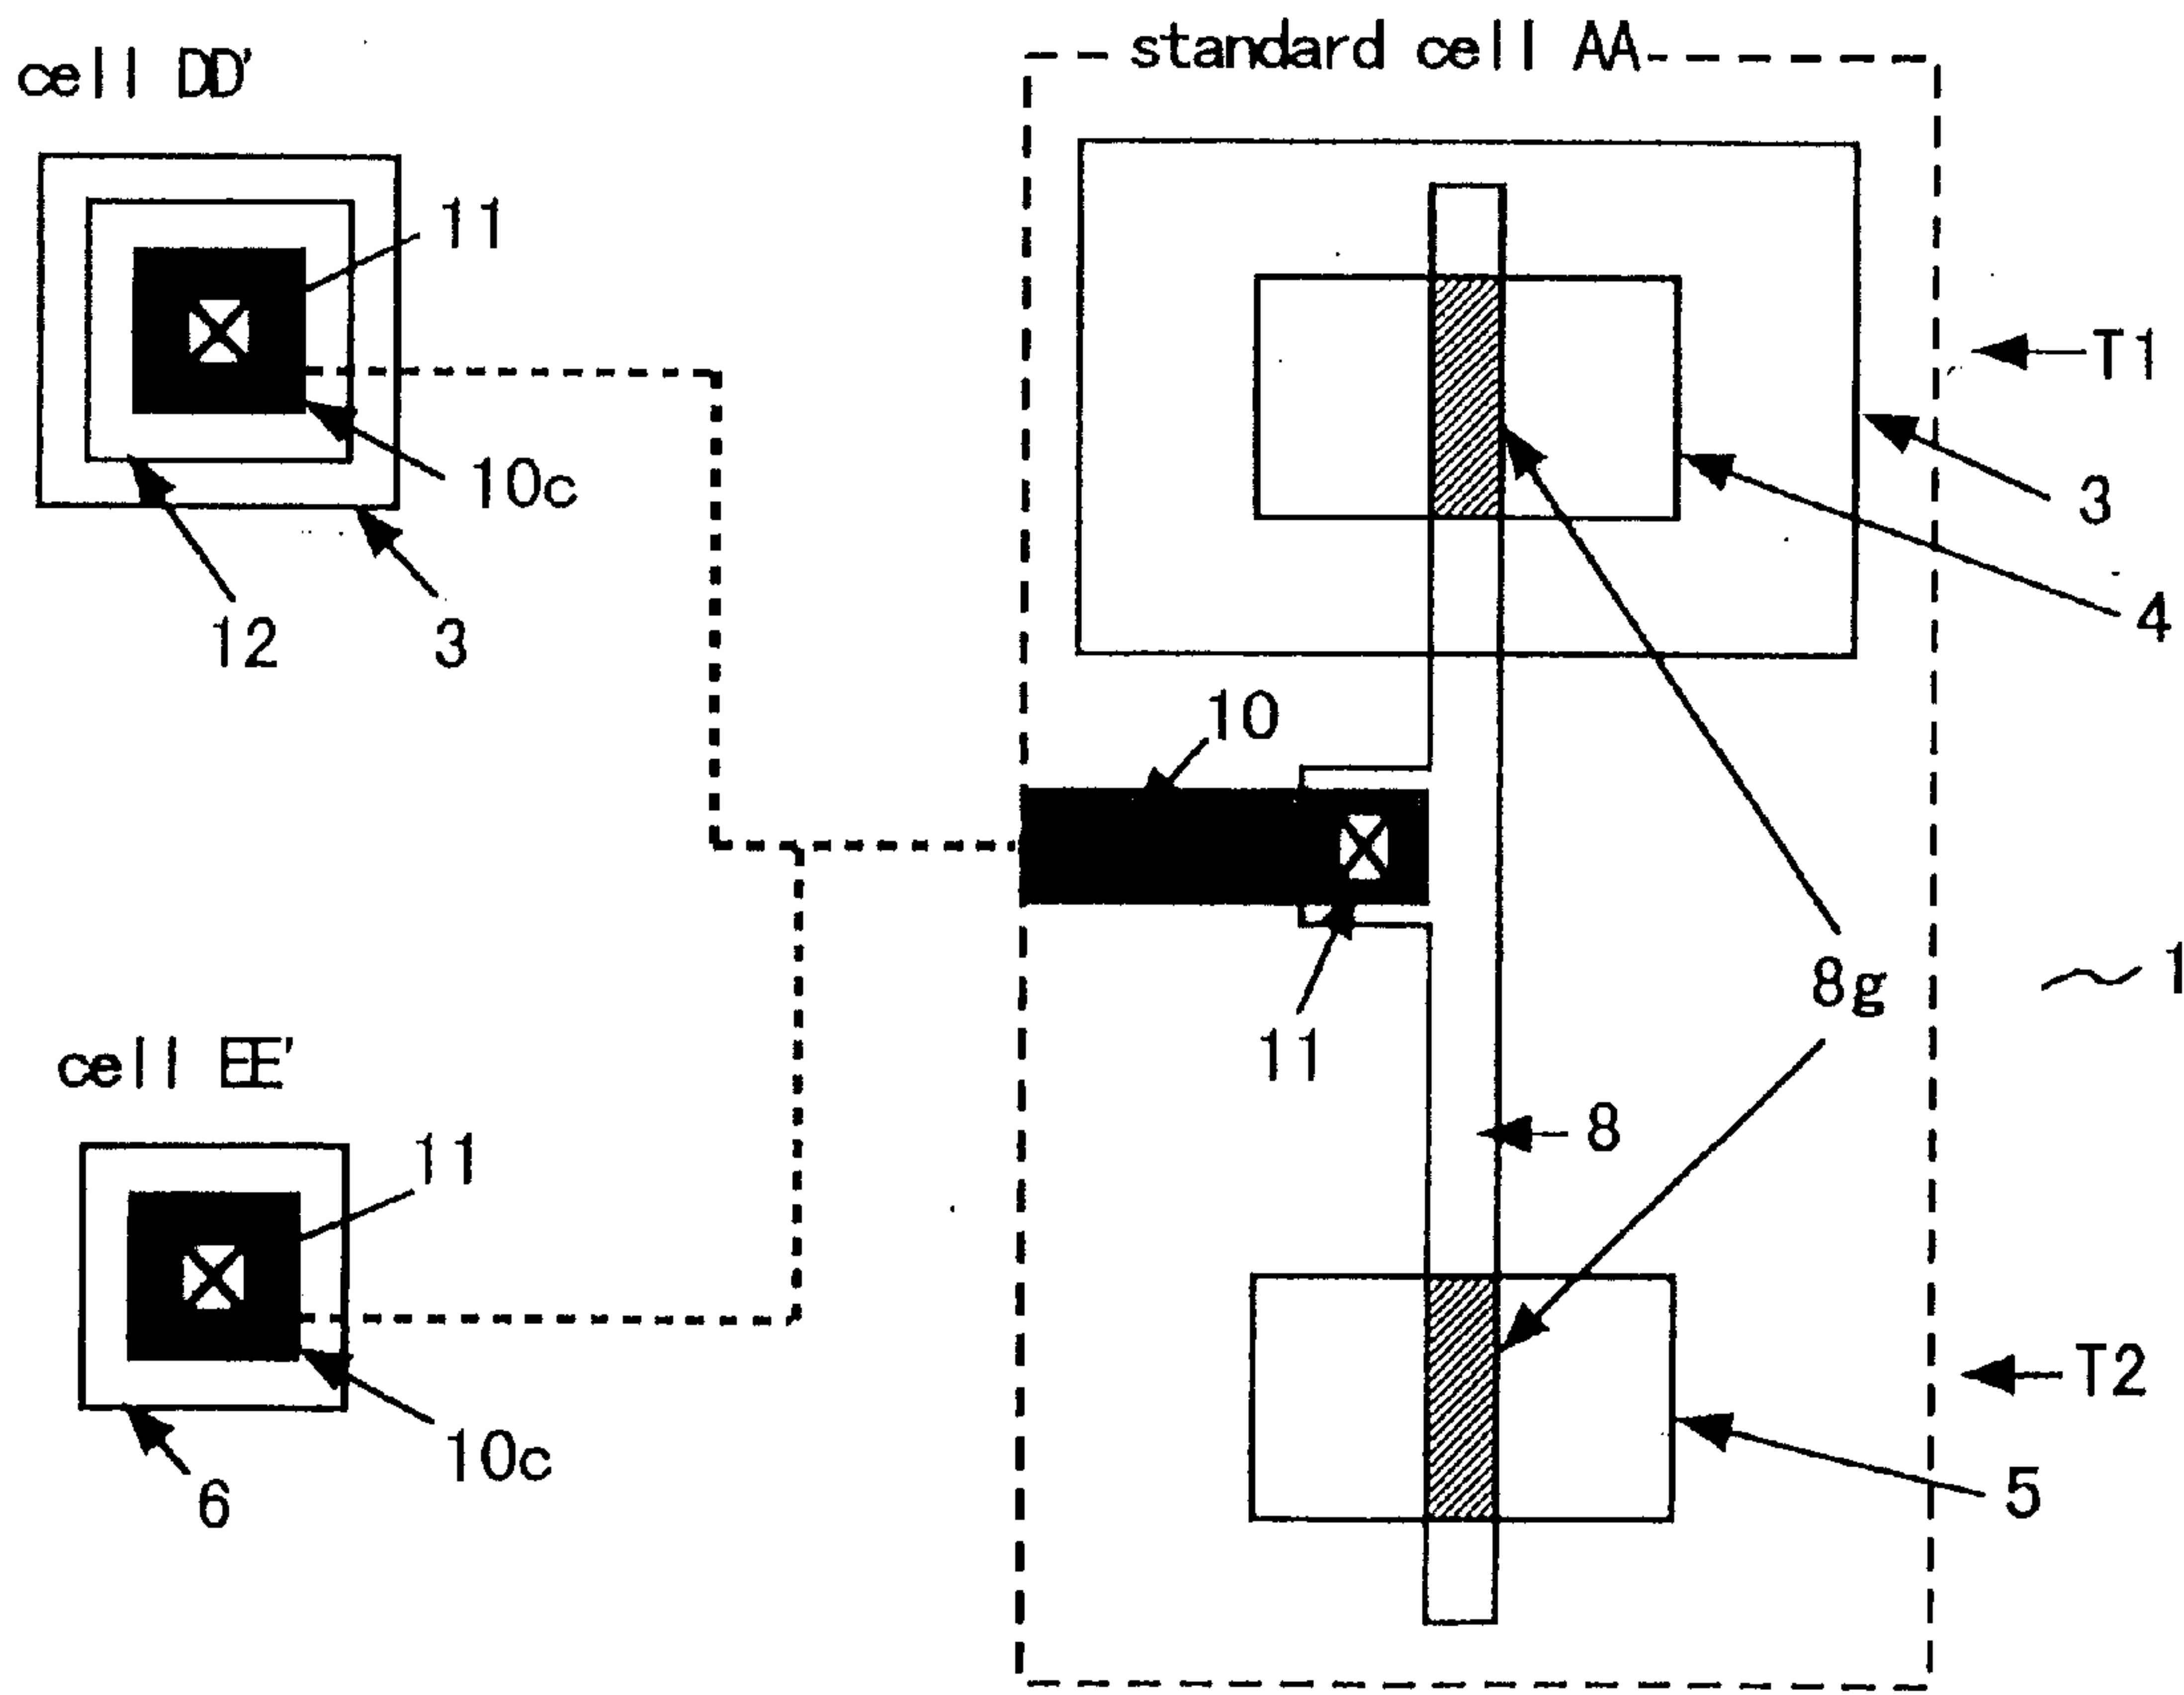 standard cell AA
cell DD'
11
10c
12
3
T1
3
4
10
11
8g
1
8
cell EE'
11
10c
6
T2
5